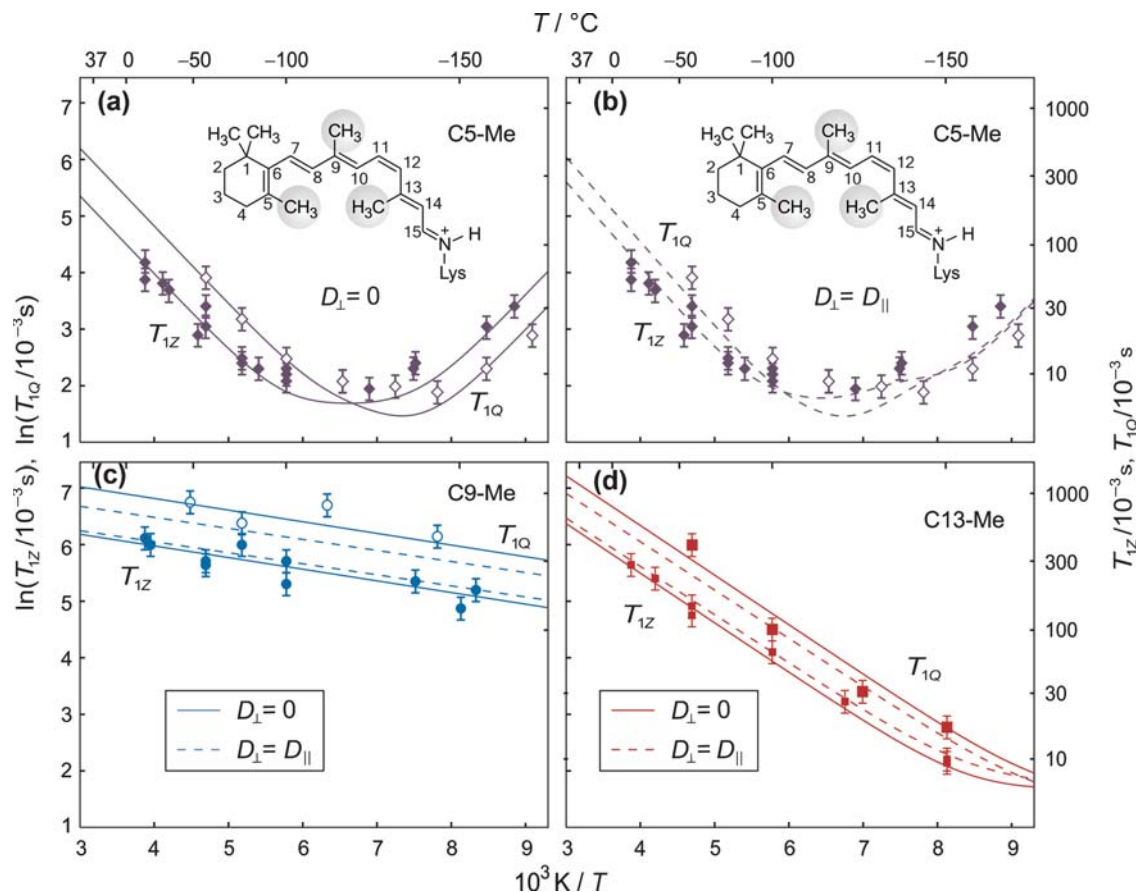 T / °C
37 0 −50 −100 −150
37 0 −50 −100 −150
(a)
C5-Me
H₃C CH₃ CH₃
7 11 12
2 1 6 8 9 10 13
3 5 CH₃ H₃C 14
4 15 N⁺ H
Lys
D⊥ = 0
T1Z
T1Q
(b)
C5-Me
H₃C CH₃ CH₃
7 11 12
2 1 6 8 9 10 13
3 5 CH₃ H₃C 14
4 15 N⁺ H
Lys
T1Q
D⊥ = D||
T1Z
7
6
5
4
3
2
1
1000
300
100
30
10
ln(T1Z/10⁻³s), ln(T1Q/10⁻³s)
T1Z/10⁻³ s, T1Q/10⁻³ s
(c)
C9-Me
T1Q
T1Z
D⊥ = 0
D⊥ = D||
(d)
C13-Me
T1Z
T1Q
D⊥ = 0
D⊥ = D||
7
6
5
4
3
2
1
1000
300
100
30
10
3 4 5 6 7 8 9
3 4 5 6 7 8 9
10³ K / T